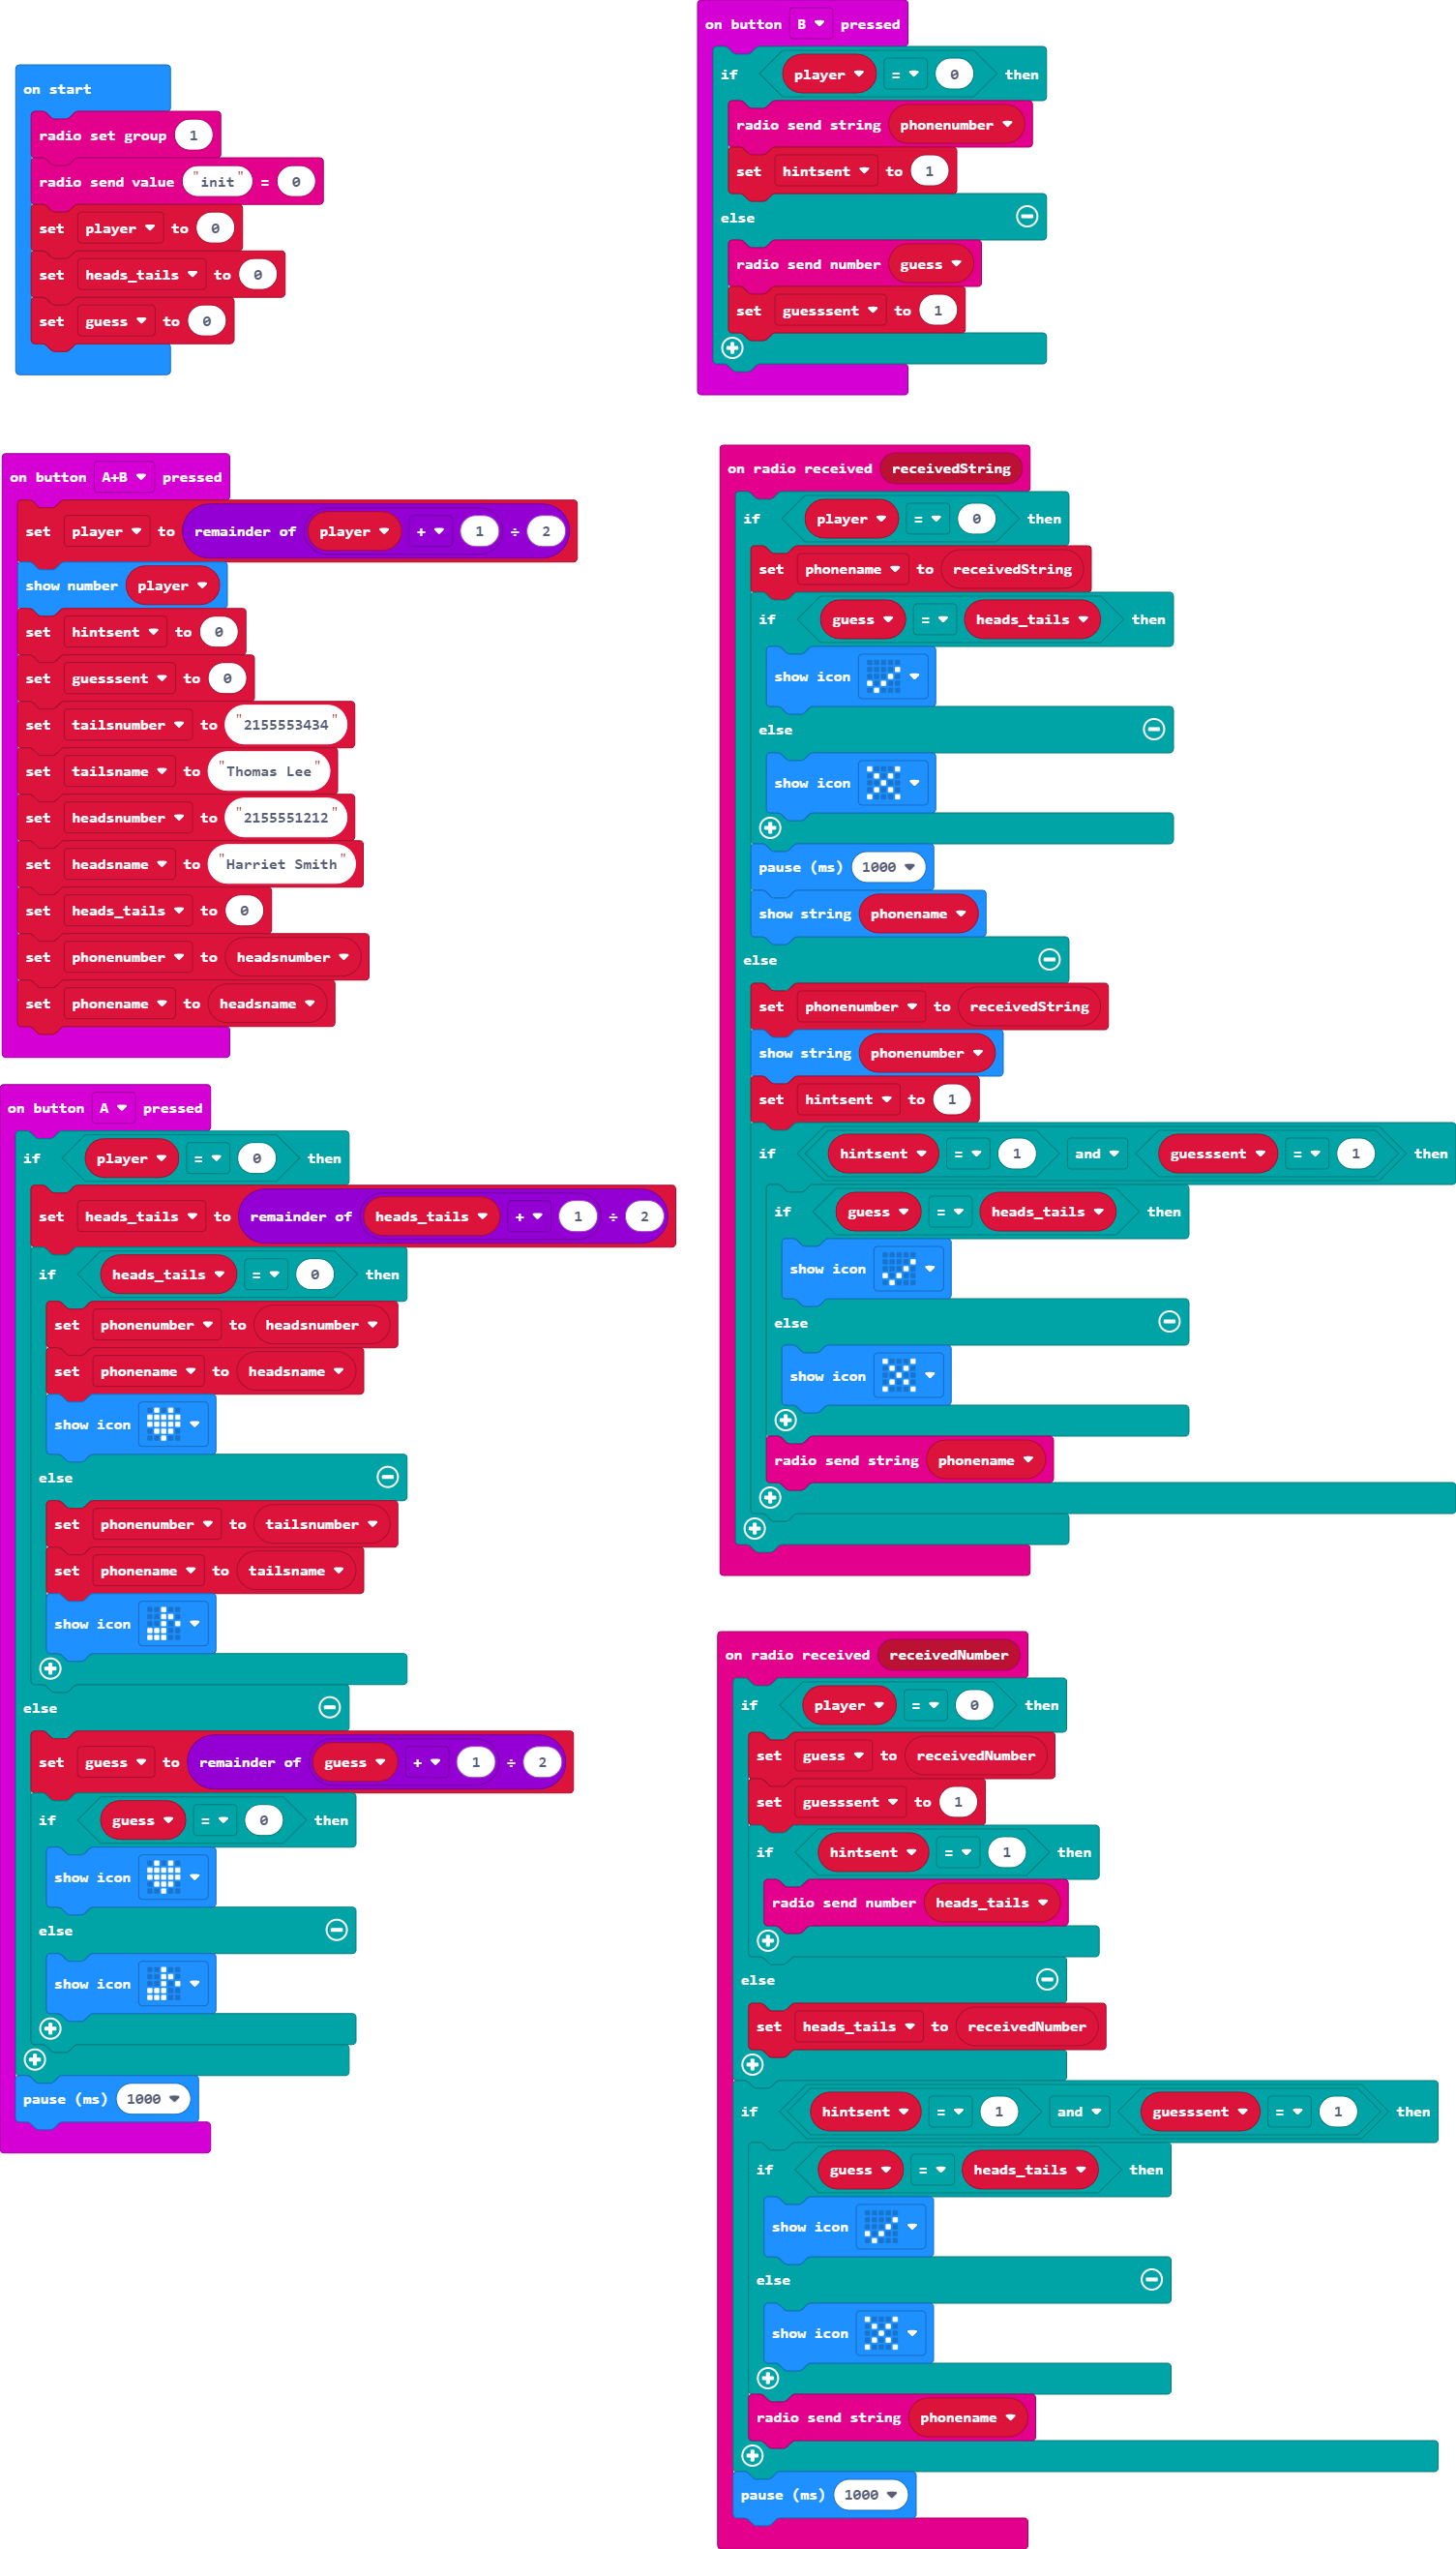 on start
radio set group 1
radio send value "init" = 0
set player to 0
set heads_tails to 0
set guess to 0
on button A+B pressed
set player to remainder of player + 1 ÷ 2
show number player
set hintsent to 0
set guesssent to 0
set tailsnumber to "2155553434"
set tailsname to "Thomas Lee"
set headsnumber to "2155551212"
set headsname to "Harriet Smith"
set heads_tails to 0
set phonenumber to headsnumber
set phonename to headsname
on button A pressed
if player = 0 then
set heads_tails to remainder of heads_tails + 1 ÷ 2
if heads_tails = 0 then
set phonenumber to headsnumber
set phonename to headsname
show icon
else
set phonenumber to tailsnumber
set phonename to tailsname
show icon
else
set guess to remainder of guess + 1 ÷ 2
if guess = 0 then
show icon
else
show icon
pause (ms) 1000
on button B pressed
if player = 0 then
radio send string phonenumber
set hintsent to 1
else
radio send number guess
set guesssent to 1
on radio received receivedString
if player = 0 then
set phonename to receivedString
if guess = heads_tails then
show icon
else
show icon
pause (ms) 1000
show string phonename
else
set phonenumber to receivedString
show string phonenumber
set hintsent to 1
if hintsent = 1 and guesssent = 1 then
if guess = heads_tails then
show icon
else
show icon
radio send string phonename
on radio received receivedNumber
if player = 0 then
set guess to receivedNumber
set guesssent to 1
if hintsent = 1 then
radio send number heads_tails
else
set heads_tails to receivedNumber
if hintsent = 1 and guesssent = 1 then
if guess = heads_tails then
show icon
else
show icon
radio send string phonename
pause (ms) 1000